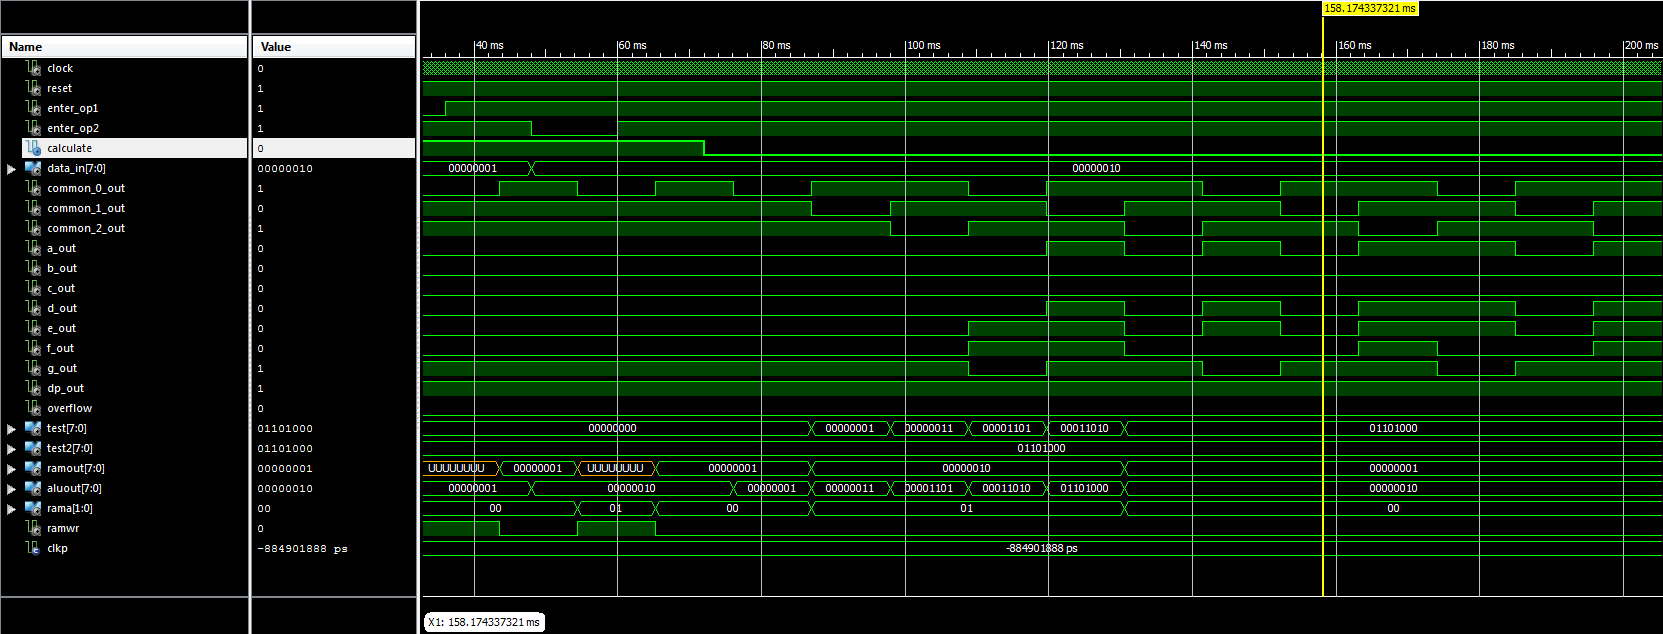 158.174337321 ms
Name Value 40 ms 60 ms 80 ms 100 ms 120 ms 140 ms 160 ms 180 ms 200 ms
clock 0
reset 1
enter_op1 1
enter_op2 1
calculate 0
data_in[7:0] 00000010 00000001 00000010
common_0_out 1
common_1_out 0
common_2_out 1
a_out 0
b_out 0
c_out 0
d_out 0
e_out 0
f_out 0
g_out 1
dp_out 1
overflow 0
test[7:0] 01101000 00000000 00000001 00000011 00001101 00011010 01101000
test2[7:0] 01101000 01101000
ramout[7:0] 00000001 UUUUUUUU 00000001 UUUUUUUU 00000001 00000010 00000001
aluout[7:0] 00000010 00000001 00000010 00000001 00000011 00001101 00011010 01101000 00000010
rama[1:0] 00 00 01 00 01 00
ramwr 0
clkp -884901888 ps -884901888 ps
X1: 158.174337321 ms